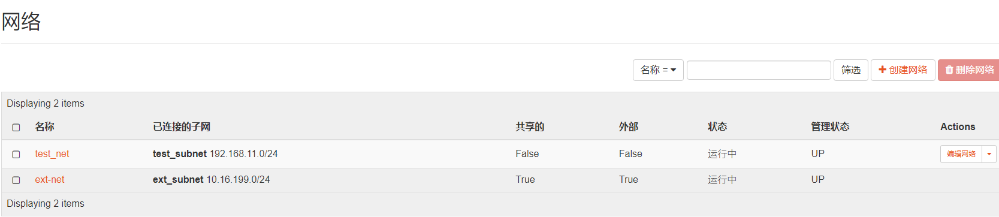 网络
名称 = 筛选 创建网络 删除网络
Displaying 2 items
名称 已连接的子网 共享的 外部 状态 管理状态 Actions
test_net test_subnet 192.168.11.0/24 False False 运行中 UP 编辑网络
ext-net ext_subnet 10.16.199.0/24 True True 运行中 UP
Displaying 2 items